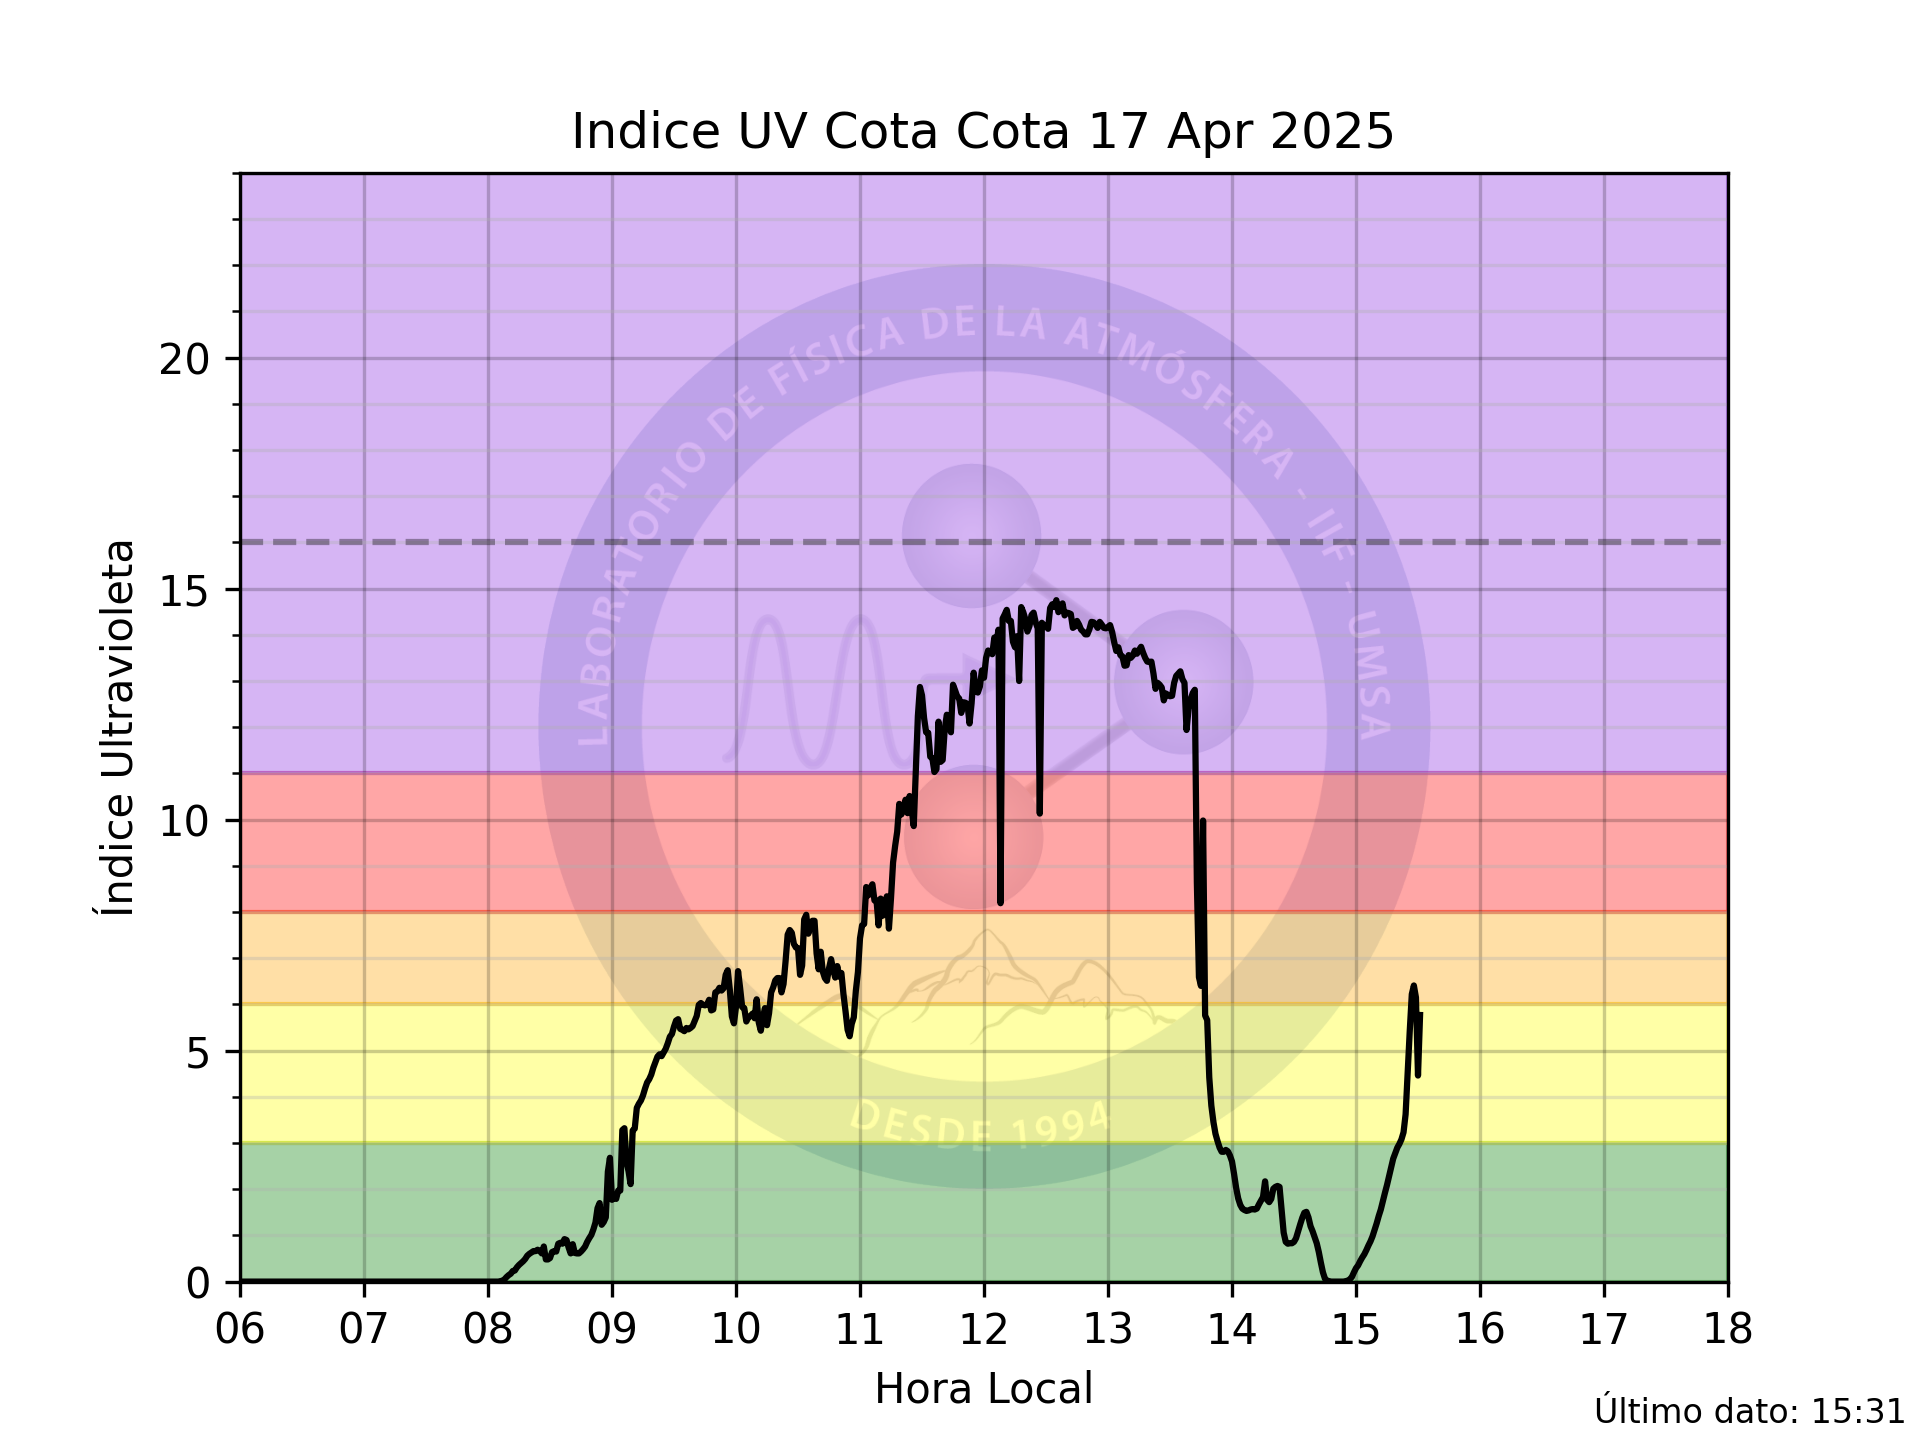 Indice UV Cota Cota 17 Apr 2025
Índice Ultravioleta
20
15
10
5
0
LABORATORIO DE FÍSICA DE LA ATMÓSFERA - IIF - UMSA
DESDE 1994
06 07 08 09 10 11 12 13 14 15 16 17 18
Hora Local
Último dato: 15:31